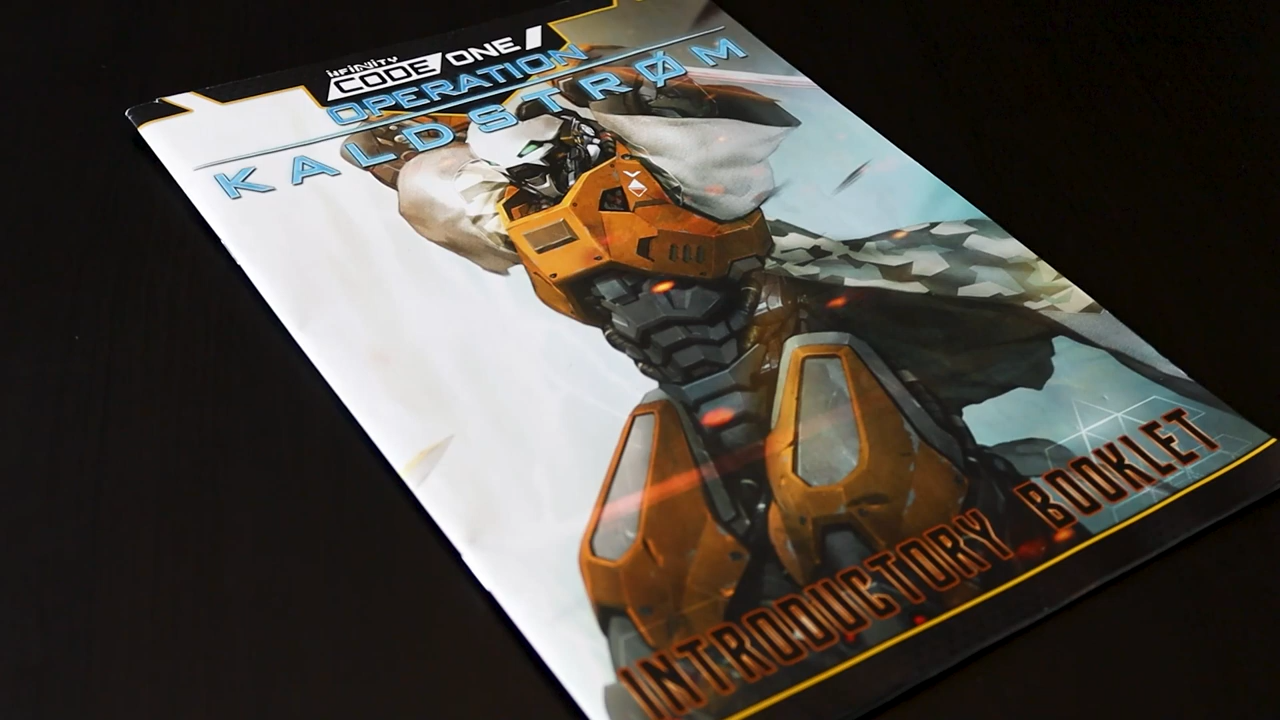 INFINITY
CODE ONE
OPERATION
KALDSTRØM
INTRODUCTORY BOOKLET